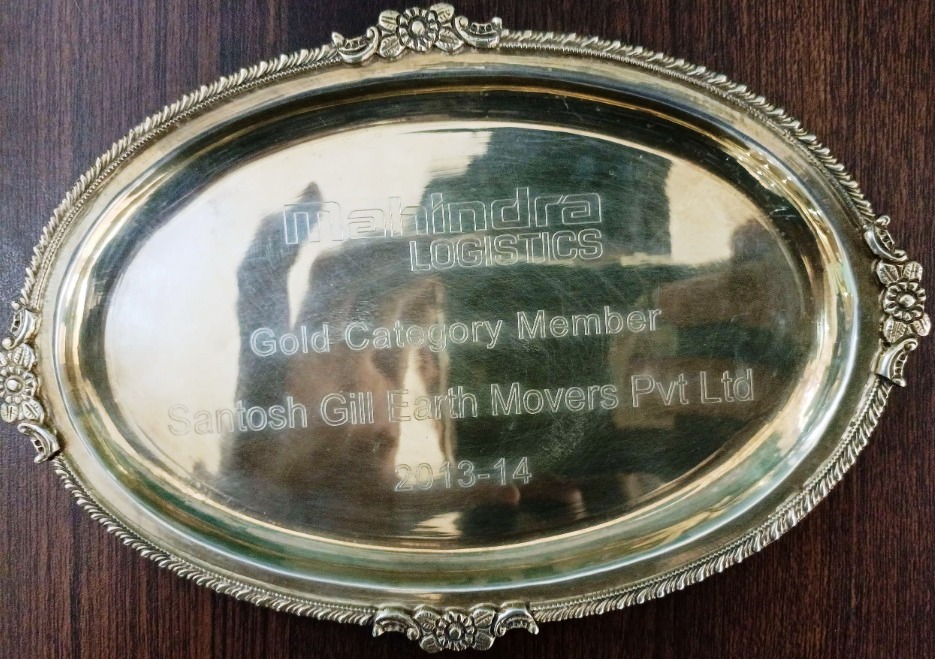 Mahindra
LOGISTICS
Gold Category Member
Santosh Gill Earth Movers Pvt Ltd
2013-14